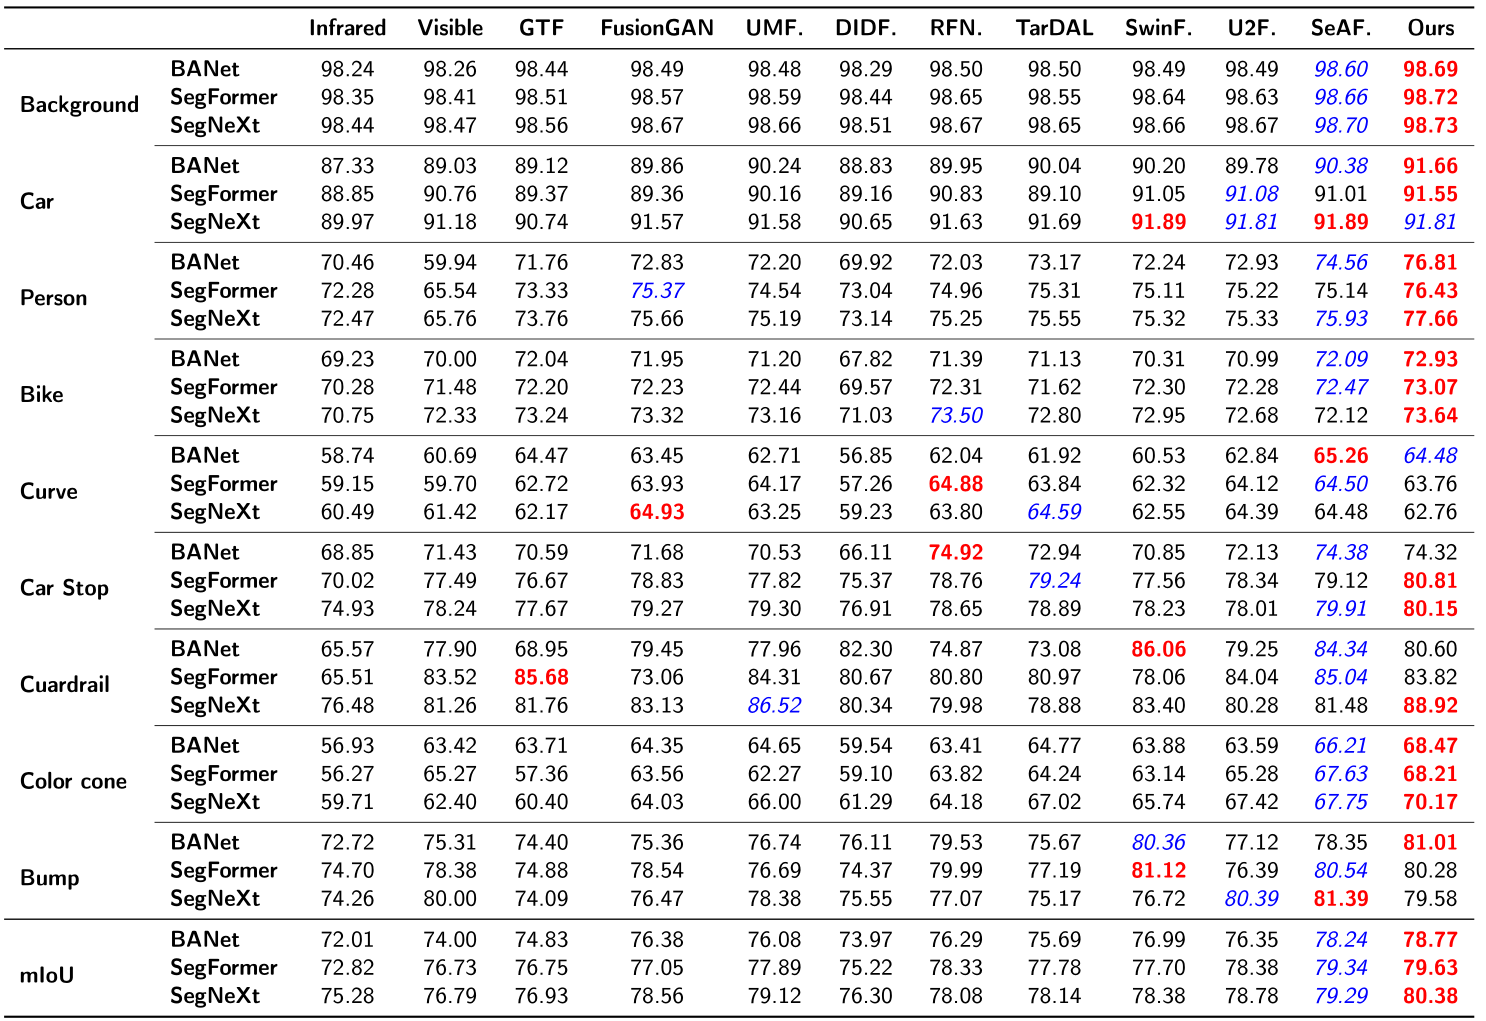 Infrared Visible GTF FusionGAN UMF. DIDF. RFN. TarDAL SwinF. U2F. SeAF. Ours
Background
BANet 98.24 98.26 98.44 98.49 98.48 98.29 98.50 98.50 98.49 98.49 98.60 98.69
SegFormer 98.35 98.41 98.51 98.57 98.59 98.44 98.65 98.55 98.64 98.63 98.66 98.72
SegNeXt 98.44 98.47 98.56 98.67 98.66 98.51 98.67 98.65 98.66 98.67 98.70 98.73
Car
BANet 87.33 89.03 89.12 89.86 90.24 88.83 89.95 90.04 90.20 89.78 90.38 91.66
SegFormer 88.85 90.76 89.37 89.36 90.16 89.16 90.83 89.10 91.05 91.08 91.01 91.55
SegNeXt 89.97 91.18 90.74 91.57 91.58 90.65 91.63 91.69 91.89 91.81 91.89 91.81
Person
BANet 70.46 59.94 71.76 72.83 72.20 69.92 72.03 73.17 72.24 72.93 74.56 76.81
SegFormer 72.28 65.54 73.33 75.37 74.54 73.04 74.96 75.31 75.11 75.22 75.14 76.43
SegNeXt 72.47 65.76 73.76 75.66 75.19 73.14 75.25 75.55 75.32 75.33 75.93 77.66
Bike
BANet 69.23 70.00 72.04 71.95 71.20 67.82 71.39 71.13 70.31 70.99 72.09 72.93
SegFormer 70.28 71.48 72.20 72.23 72.44 69.57 72.31 71.62 72.30 72.28 72.47 73.07
SegNeXt 70.75 72.33 73.24 73.32 73.16 71.03 73.50 72.80 72.95 72.68 72.12 73.64
Curve
BANet 58.74 60.69 64.47 63.45 62.71 56.85 62.04 61.92 60.53 62.84 65.26 64.48
SegFormer 59.15 59.70 62.72 63.93 64.17 57.26 64.88 63.84 62.32 64.12 64.50 63.76
SegNeXt 60.49 61.42 62.17 64.93 63.25 59.23 63.80 64.59 62.55 64.39 64.48 62.76
Car Stop
BANet 68.85 71.43 70.59 71.68 70.53 66.11 74.92 72.94 70.85 72.13 74.38 74.32
SegFormer 70.02 77.49 76.67 78.83 77.82 75.37 78.76 79.24 77.56 78.34 79.12 80.81
SegNeXt 74.93 78.24 77.67 79.27 79.30 76.91 78.65 78.89 78.23 78.01 79.91 80.15
Cuardrail
BANet 65.57 77.90 68.95 79.45 77.96 82.30 74.87 73.08 86.06 79.25 84.34 80.60
SegFormer 65.51 83.52 85.68 73.06 84.31 80.67 80.80 80.97 78.06 84.04 85.04 83.82
SegNeXt 76.48 81.26 81.76 83.13 86.52 80.34 79.98 78.88 83.40 80.28 81.48 88.92
Color cone
BANet 56.93 63.42 63.71 64.35 64.65 59.54 63.41 64.77 63.88 63.59 66.21 68.47
SegFormer 56.27 65.27 57.36 63.56 62.27 59.10 63.82 64.24 63.14 65.28 67.63 68.21
SegNeXt 59.71 62.40 60.40 64.03 66.00 61.29 64.18 67.02 65.74 67.42 67.75 70.17
Bump
BANet 72.72 75.31 74.40 75.36 76.74 76.11 79.53 75.67 80.36 77.12 78.35 81.01
SegFormer 74.70 78.38 74.88 78.54 76.69 74.37 79.99 77.19 81.12 76.39 80.54 80.28
SegNeXt 74.26 80.00 74.09 76.47 78.38 75.55 77.07 75.17 76.72 80.39 81.39 79.58
mIoU
BANet 72.01 74.00 74.83 76.38 76.08 73.97 76.29 75.69 76.99 76.35 78.24 78.77
SegFormer 72.82 76.73 76.75 77.05 77.89 75.22 78.33 77.78 77.70 78.38 79.34 79.63
SegNeXt 75.28 76.79 76.93 78.56 79.12 76.30 78.08 78.14 78.38 78.78 79.29 80.38